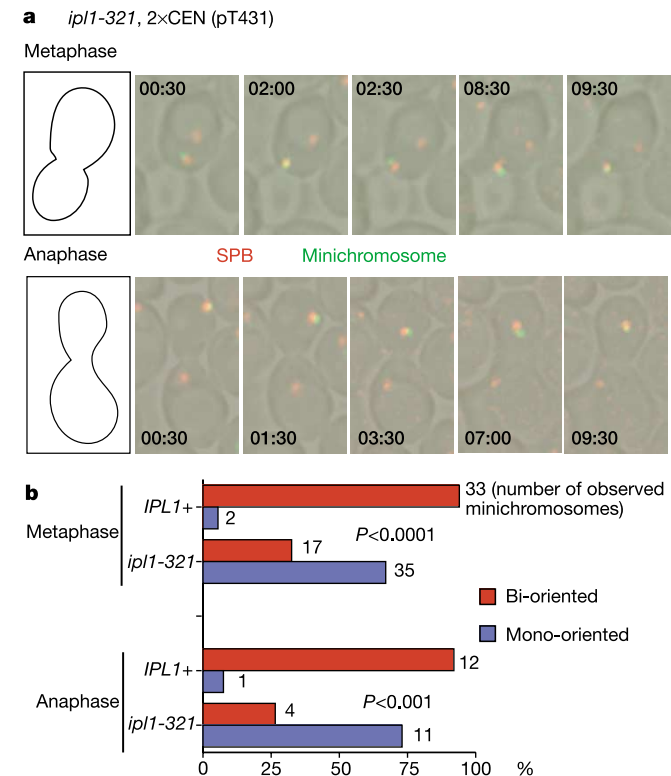 a ipl1-321, 2×CEN (pT431)
Metaphase
00:30 02:00 02:30 08:30 09:30
Anaphase SPB Minichromosome
00:30 01:30 03:30 07:00 09:30
b
Metaphase
IPL1+
33 (number of observed
minichromosomes)
2
P<0.0001
ipl1-321
17
35
Bi-oriented
Mono-oriented
Anaphase
IPL1+
12
1
P<0.001
ipl1-321
4
11
0 25 50 75 100 %